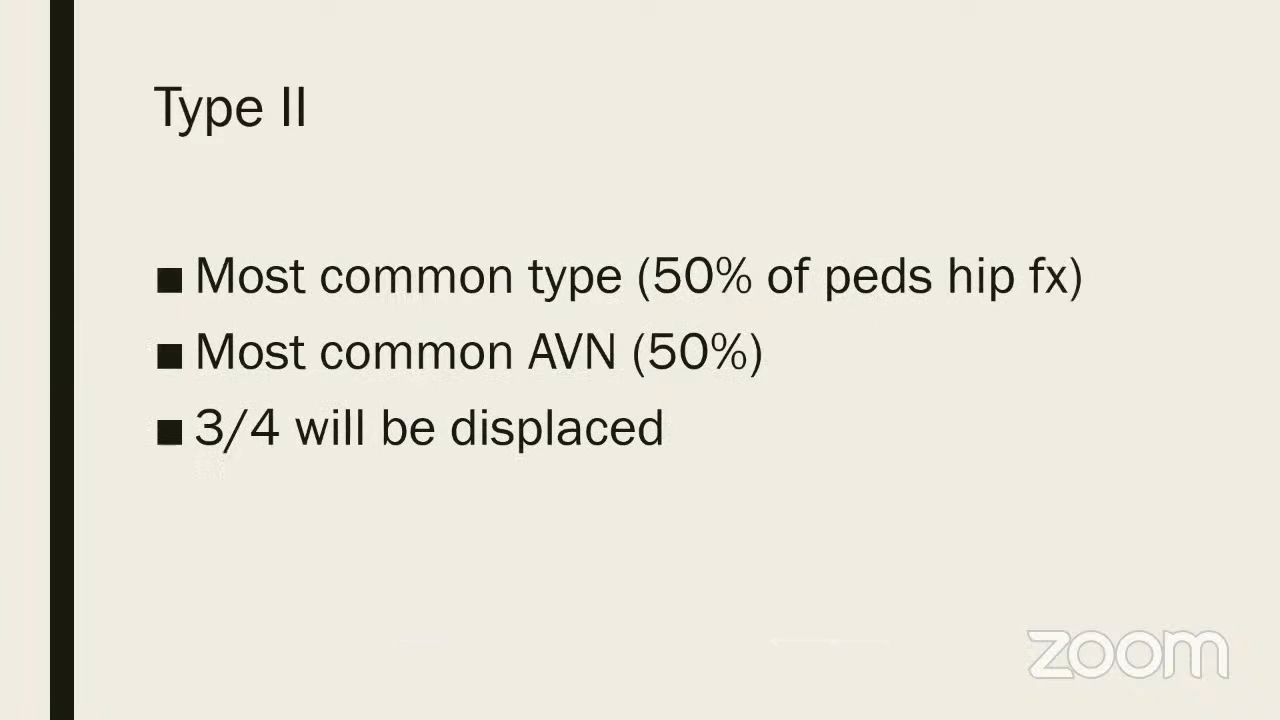 Type II
■ Most common type (50% of peds hip fx)
■ Most common AVN (50%)
■ 3/4 will be displaced
zoom